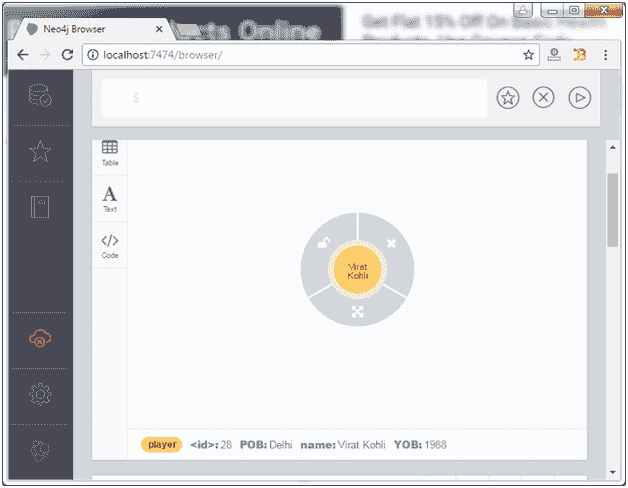 Neo4j Browser
localhost:7474/browser/
$
Table
A
Text
</>
Code
Virat
Kohli
player <id>: 28 POB: Delhi name: Virat Kohli YOB: 1988